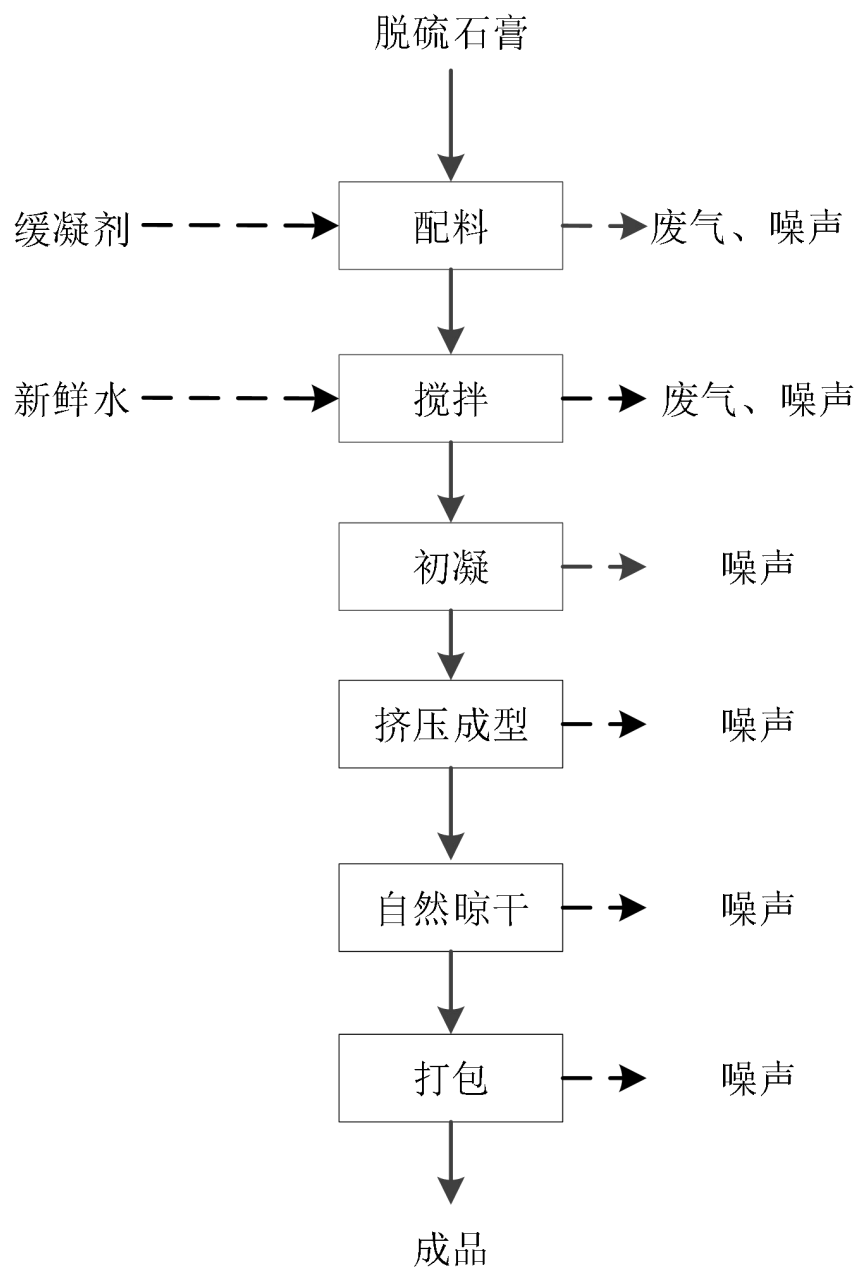 脱硫石膏
缓凝剂 配料 废气、噪声
新鲜水 搅拌 废气、噪声
初凝 噪声
挤压成型 噪声
自然晾干 噪声
打包 噪声
成品